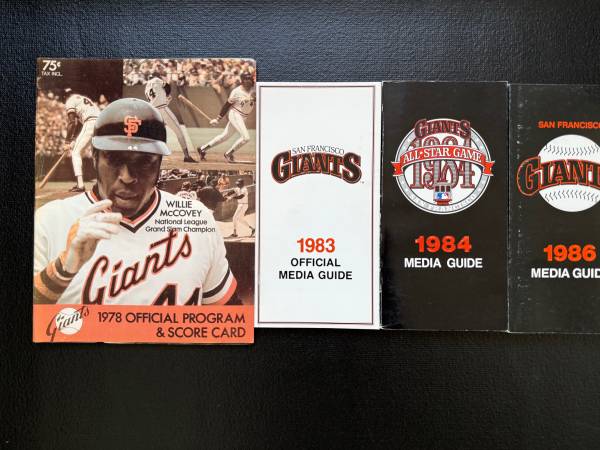 75¢
TAX INCL.
SF
44
WILLIE
McCOVEY
National League
Grand Slam Champion
Giants
Giants
1978 OFFICIAL PROGRAM
& SCORE CARD
SAN FRANCISCO
GIANTS
1983
OFFICIAL
MEDIA GUIDE
GIANTS
1984
ALL-STAR GAME
1984
MEDIA GUIDE
SAN FRANCISCO
GIANT
1986
MEDIA GUID